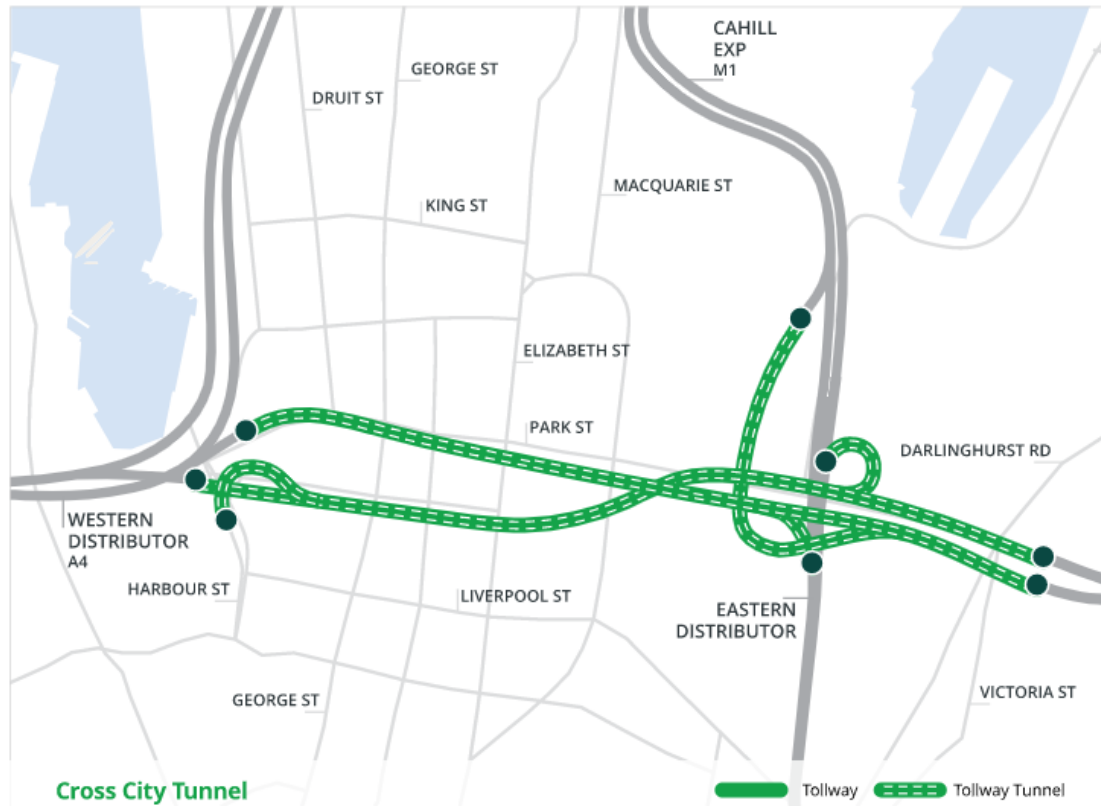 CAHILL
EXP
M1
GEORGE ST
DRUIT ST
MACQUARIE ST
KING ST
ELIZABETH ST
PARK ST
DARLINGHURST RD
WESTERN
DISTRIBUTOR
A4
HARBOUR ST
LIVERPOOL ST
EASTERN
DISTRIBUTOR
GEORGE ST
VICTORIA ST
Cross City Tunnel
Tollway
Tollway Tunnel